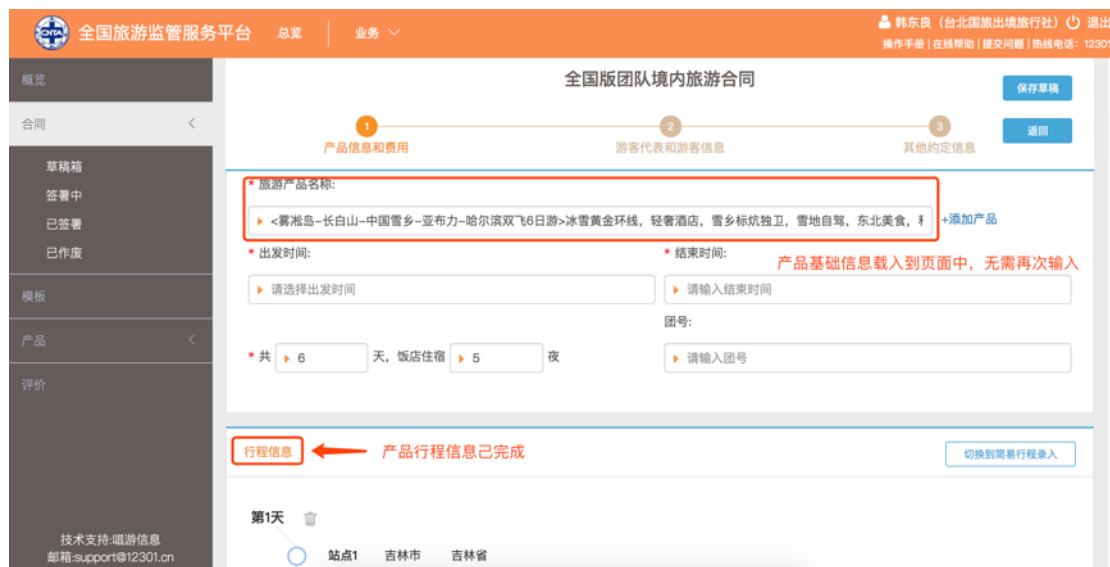 CNTA 全国旅游监管服务平台 总览 业务 韩东良（台北国旅出境旅行社） 退出
操作手册|在线帮助|提交问题|热线电话：12301
概览
合同
草稿箱
签署中
已签署
已作废
模板
产品
评价
技术支持:唱游信息
邮箱:support@12301.cn
全国版团队境内旅游合同
保存草稿
返回
1 2 3
产品信息和费用 游客代表和游客信息 其他约定信息
* 旅游产品名称:
<雾凇岛-长白山-中国雪乡-亚布力-哈尔滨双飞6日游>冰雪黄金环线，轻奢酒店，雪乡标炕独卫，雪地自驾，东北美食， +添加产品
* 出发时间: * 结束时间:
产品基础信息载入到页面中，无需再次输入
请选择出发时间 请输入结束时间
团号:
* 共 6 天，饭店住宿 5 夜 请输入团号
行程信息 产品行程信息己完成 切换到简易行程录入
第1天
站点1 吉林市 吉林省